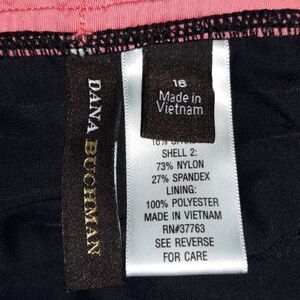 DANA BUCHMAN
16
Made in
Vietnam
SHELL 2:
73% NYLON
27% SPANDEX
LINING:
100% POLYESTER
MADE IN VIETNAM
RN#37763
SEE REVERSE
FOR CARE